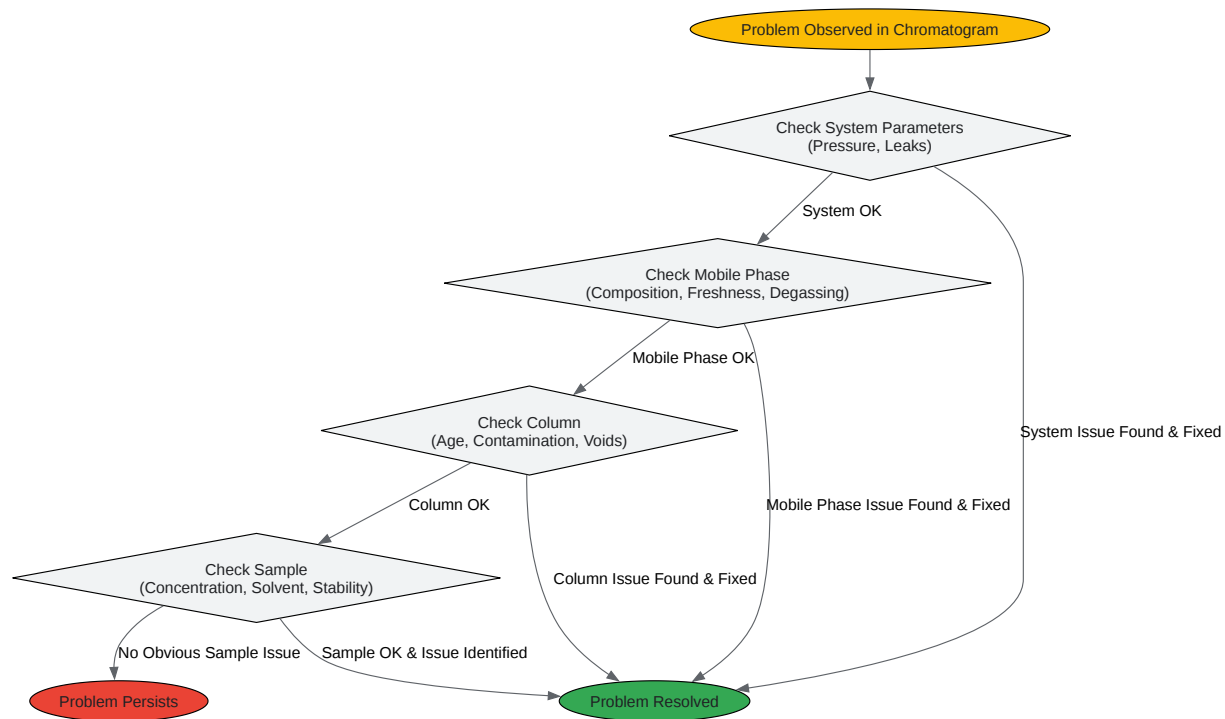 Problem Observed in Chromatogram
Check System Parameters
(Pressure, Leaks)
System OK
Check Mobile Phase
(Composition, Freshness, Degassing)
Mobile Phase OK
Check Column
(Age, Contamination, Voids)
System Issue Found & Fixed
Column OK
Mobile Phase Issue Found & Fixed
Check Sample
(Concentration, Solvent, Stability)
Column Issue Found & Fixed
No Obvious Sample Issue
Sample OK & Issue Identified
Problem Persists
Problem Resolved